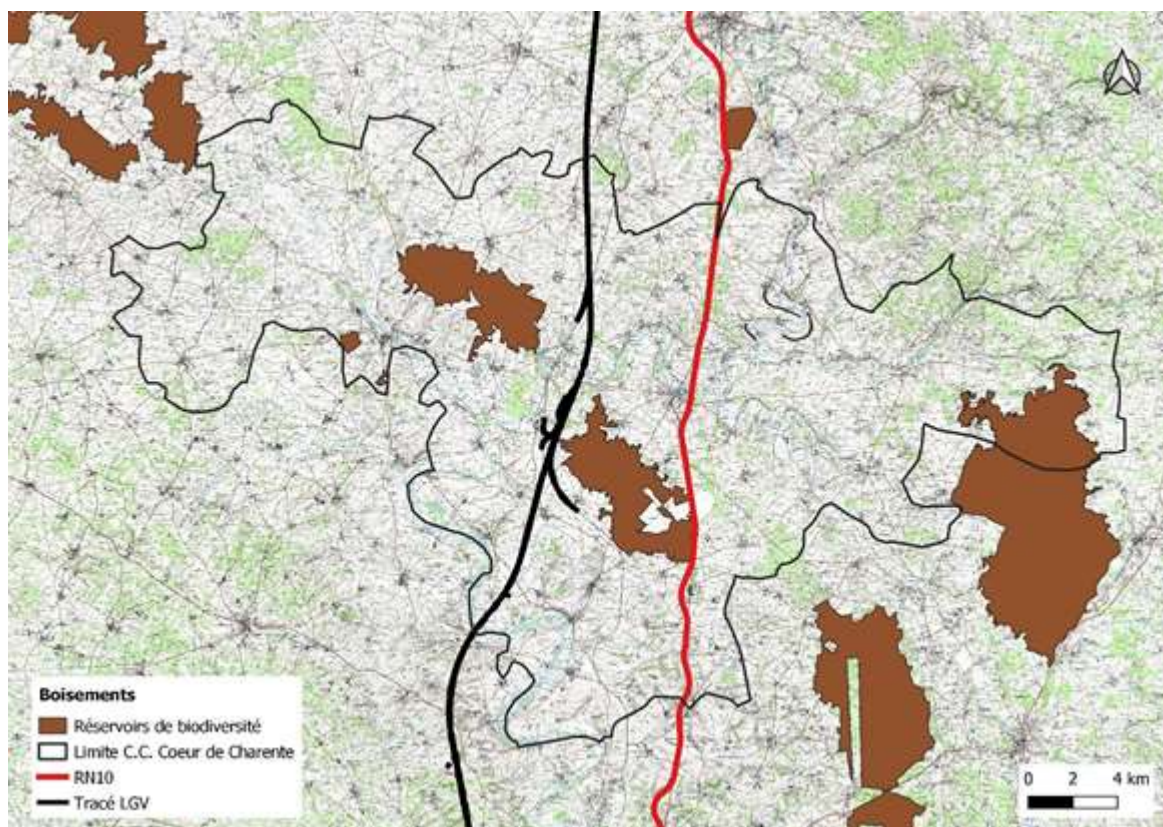 Boisements
Réservoirs de biodiversité
Limite C.C. Coeur de Charente
RN10
Tracé LGV
0 2 4 km